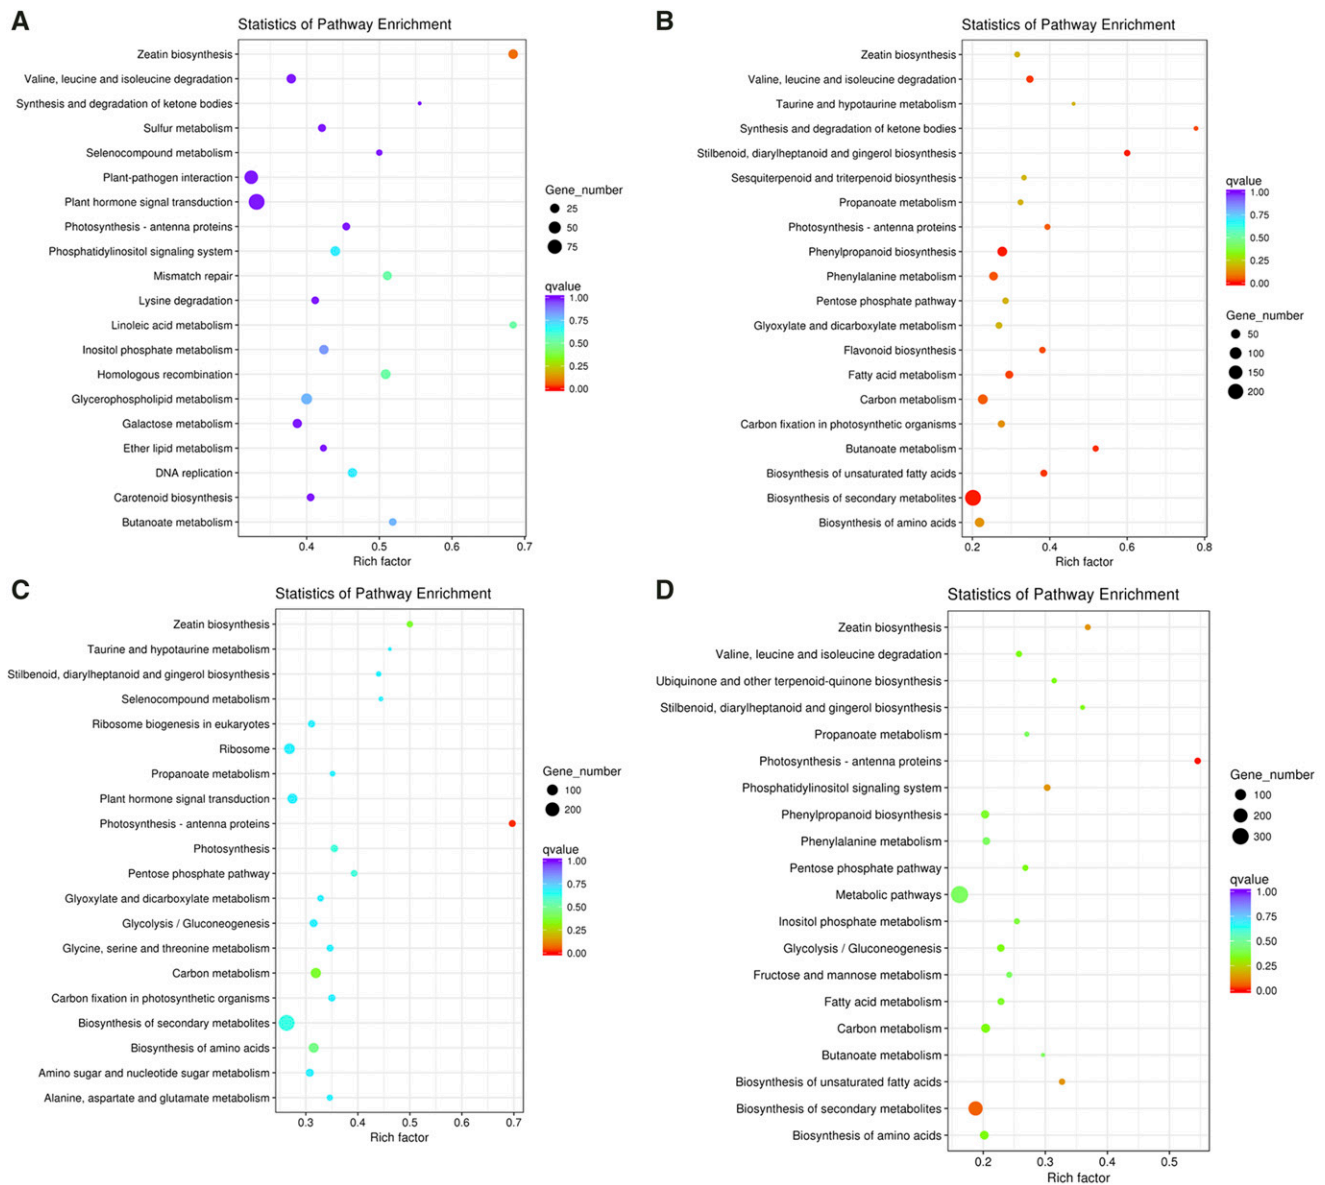 A
Statistics of Pathway Enrichment
Zeatin biosynthesis
Valine, leucine and isoleucine degradation
Synthesis and degradation of ketone bodies
Sulfur metabolism
Selenocompound metabolism
Plant-pathogen interaction
Plant hormone signal transduction
Photosynthesis - antenna proteins
Phosphatidylinositol signaling system
Mismatch repair
Lysine degradation
Linoleic acid metabolism
Inositol phosphate metabolism
Homologous recombination
Glycerophospholipid metabolism
Galactose metabolism
Ether lipid metabolism
DNA replication
Carotenoid biosynthesis
Butanoate metabolism
0.4 0.5 0.6 0.7
Rich factor
Gene_number
25
50
75
qvalue
1.00
0.75
0.50
0.25
0.00
B
Statistics of Pathway Enrichment
Zeatin biosynthesis
Valine, leucine and isoleucine degradation
Taurine and hypotaurine metabolism
Synthesis and degradation of ketone bodies
Stilbenoid, diarylheptanoid and gingerol biosynthesis
Sesquiterpenoid and triterpenoid biosynthesis
Propanoate metabolism
Photosynthesis - antenna proteins
Phenylpropanoid biosynthesis
Phenylalanine metabolism
Pentose phosphate pathway
Glyoxylate and dicarboxylate metabolism
Flavonoid biosynthesis
Fatty acid metabolism
Carbon metabolism
Carbon fixation in photosynthetic organisms
Butanoate metabolism
Biosynthesis of unsaturated fatty acids
Biosynthesis of secondary metabolites
Biosynthesis of amino acids
0.2 0.4 0.6 0.8
Rich factor
qvalue
1.00
0.75
0.50
0.25
0.00
Gene_number
50
100
150
200
C
Statistics of Pathway Enrichment
Zeatin biosynthesis
Taurine and hypotaurine metabolism
Stilbenoid, diarylheptanoid and gingerol biosynthesis
Selenocompound metabolism
Ribosome biogenesis in eukaryotes
Ribosome
Propanoate metabolism
Plant hormone signal transduction
Photosynthesis - antenna proteins
Photosynthesis
Pentose phosphate pathway
Glyoxylate and dicarboxylate metabolism
Glycolysis / Gluconeogenesis
Glycine, serine and threonine metabolism
Carbon metabolism
Carbon fixation in photosynthetic organisms
Biosynthesis of secondary metabolites
Biosynthesis of amino acids
Amino sugar and nucleotide sugar metabolism
Alanine, aspartate and glutamate metabolism
0.3 0.4 0.5 0.6 0.7
Rich factor
Gene_number
100
200
qvalue
1.00
0.75
0.50
0.25
0.00
D
Statistics of Pathway Enrichment
Zeatin biosynthesis
Valine, leucine and isoleucine degradation
Ubiquinone and other terpenoid-quinone biosynthesis
Stilbenoid, diarylheptanoid and gingerol biosynthesis
Propanoate metabolism
Photosynthesis - antenna proteins
Phosphatidylinositol signaling system
Phenylpropanoid biosynthesis
Phenylalanine metabolism
Pentose phosphate pathway
Metabolic pathways
Inositol phosphate metabolism
Glycolysis / Gluconeogenesis
Fructose and mannose metabolism
Fatty acid metabolism
Carbon metabolism
Butanoate metabolism
Biosynthesis of unsaturated fatty acids
Biosynthesis of secondary metabolites
Biosynthesis of amino acids
0.2 0.3 0.4 0.5
Rich factor
Gene_number
100
200
300
qvalue
1.00
0.75
0.50
0.25
0.00